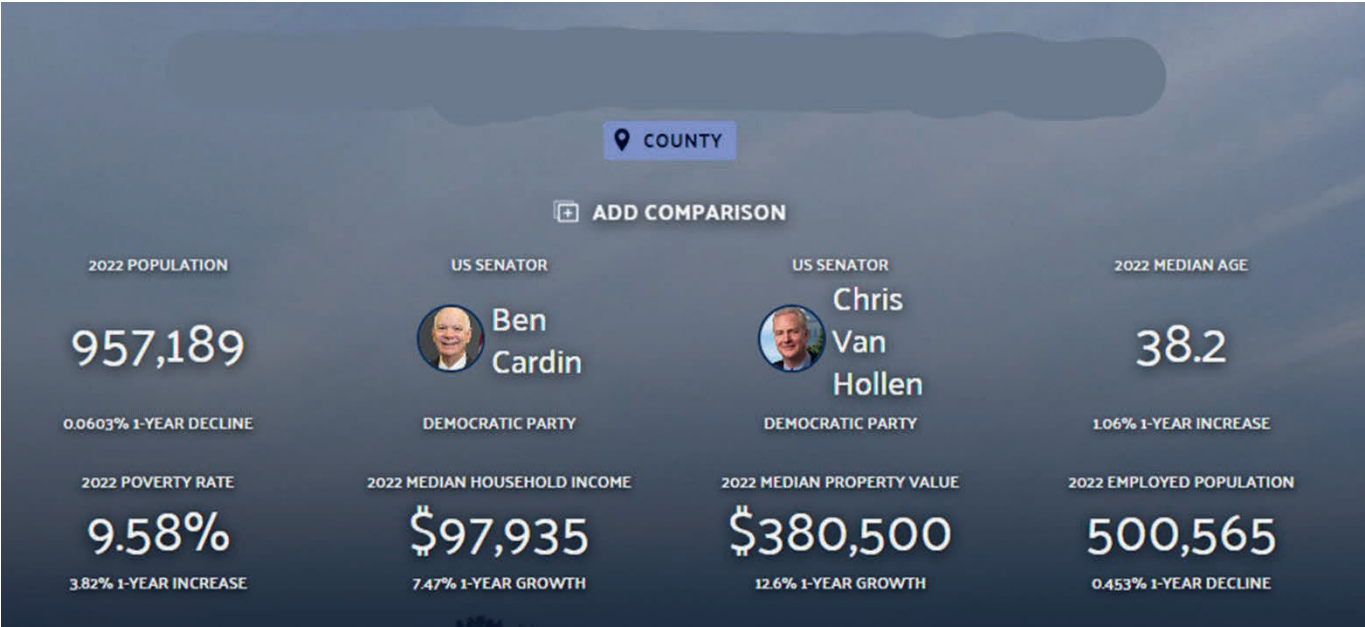 COUNTY
ADD COMPARISON
2022 POPULATION
957,189
0.0603% 1-YEAR DECLINE
US SENATOR
Ben
Cardin
DEMOCRATIC PARTY
US SENATOR
Chris
Van
Hollen
DEMOCRATIC PARTY
2022 MEDIAN AGE
38.2
1.06% 1-YEAR INCREASE
2022 POVERTY RATE
9.58%
3.82% 1-YEAR INCREASE
2022 MEDIAN HOUSEHOLD INCOME
$97,935
7.47% 1-YEAR GROWTH
2022 MEDIAN PROPERTY VALUE
$380,500
12.6% 1-YEAR GROWTH
2022 EMPLOYED POPULATION
500,565
0.453% 1-YEAR DECLINE